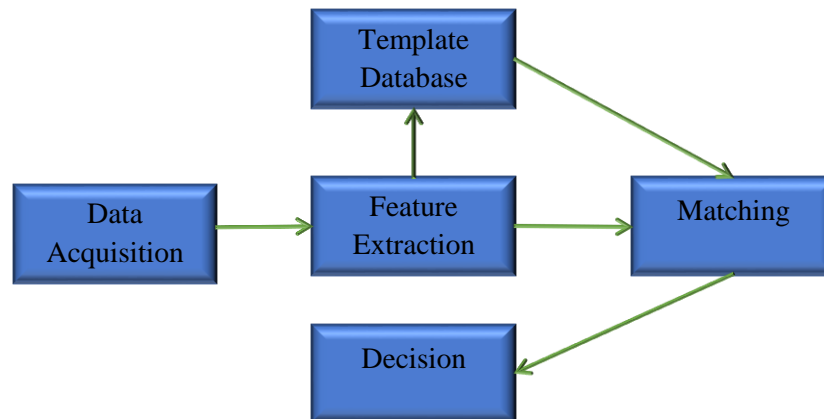 Template
Database
Data
Acquisition
Feature
Extraction
Matching
Decision